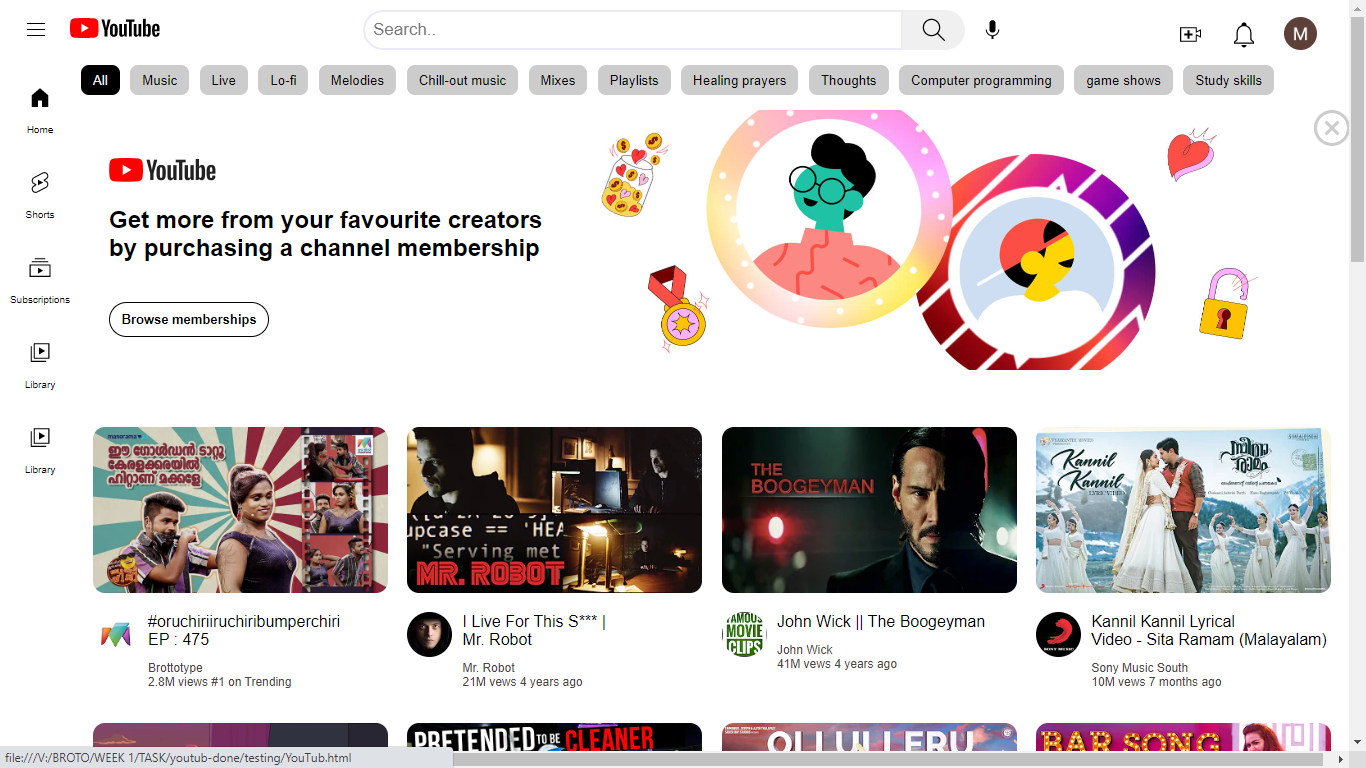 YouTube
Search..
M
All
Music
Live
Lo-fi
Melodies
Chill-out music
Mixes
Playlists
Healing prayers
Thoughts
Computer programming
game shows
Study skills
Home
Shorts
Subscriptions
Library
Library
YouTube
Get more from your favourite creators
by purchasing a channel membership
Browse memberships
manorama
ഈ ഗോൾഡൻ ടാറ്റൂ
കേരളക്കരയിൽ
ഹിറ്റാണ് മക്കളേ
#oruchiriiruchiribumperchiri
EP : 475
Brottotype
2.8M views #1 on Trending
upcase == 'HEA
"Serving met
MR. ROBOT
I Live For This S*** |
Mr. Robot
Mr. Robot
21M vews 4 years ago
THE
BOOGEYMAN
FAMOUS
MOVIE
CLIPS
John Wick || The Boogeyman
John Wick
41M vews 4 years ago
Kannil
Kannil
LYRIC VIDEO
സീതാ
രാമം
SONY MUSIC
Kannil Kannil Lyrical
Video - Sita Ramam (Malayalam)
Sony Music South
10M vews 7 months ago
PRETENDED TO BE A CLEANER
OLLULLERU
BAR SONG
file:///V:/BROTO/WEEK 1/TASK/youtub-done/testing/YouTub.html